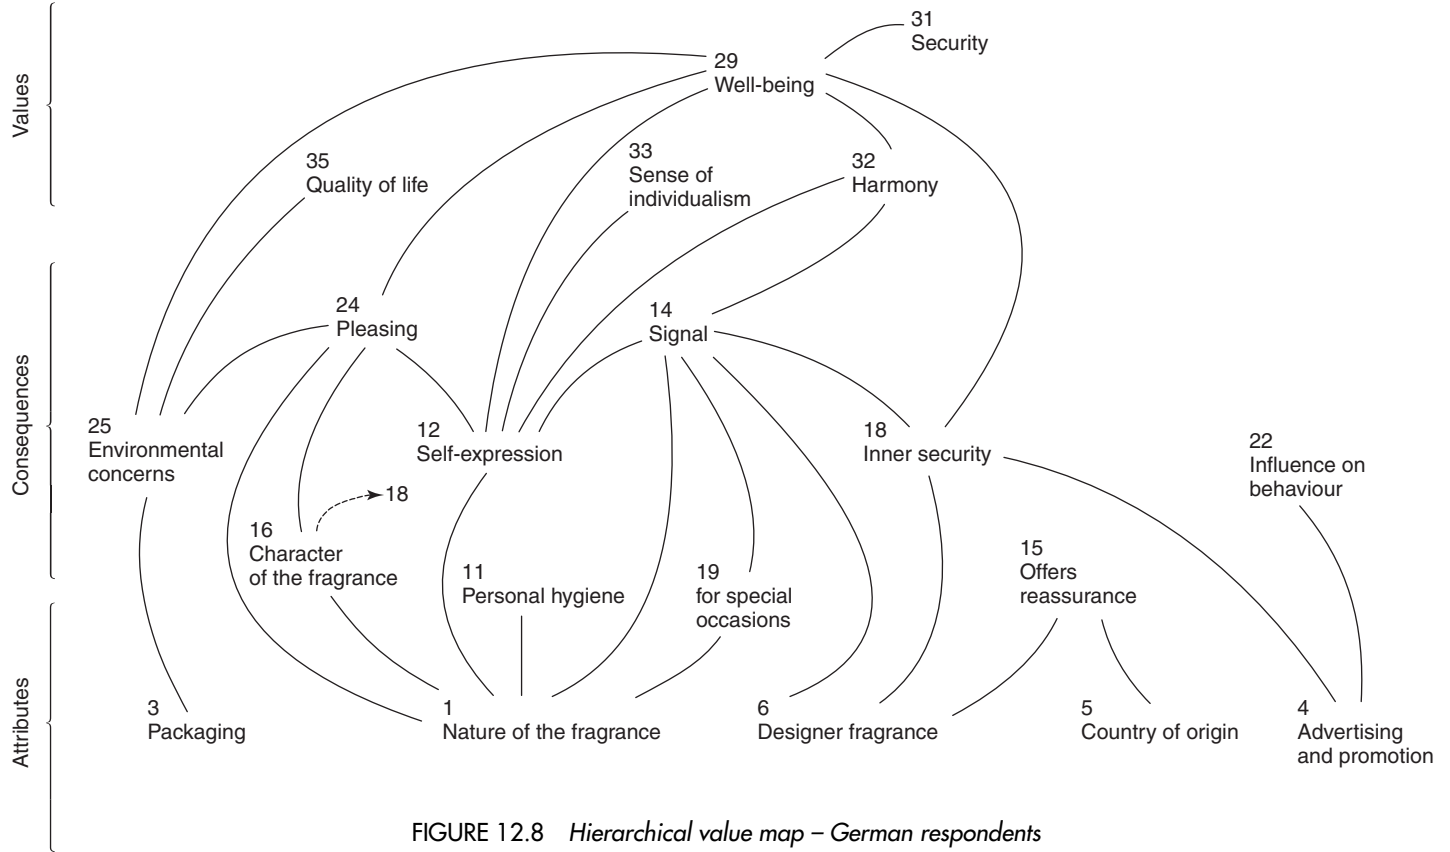 Values
31
Security
29
Well-being
35
Quality of life
33
Sense of
individualism
32
Harmony
Consequences
24
Pleasing
14
Signal
25
Environmental
concerns
12
Self-expression
18
Inner security
22
Influence on
behaviour
18
16
Character
of the fragrance
11
Personal hygiene
19
for special
occasions
15
Offers
reassurance
Attributes
3
Packaging
1
Nature of the fragrance
6
Designer fragrance
5
Country of origin
4
Advertising
and promotion
FIGURE 12.8 Hierarchical value map – German respondents